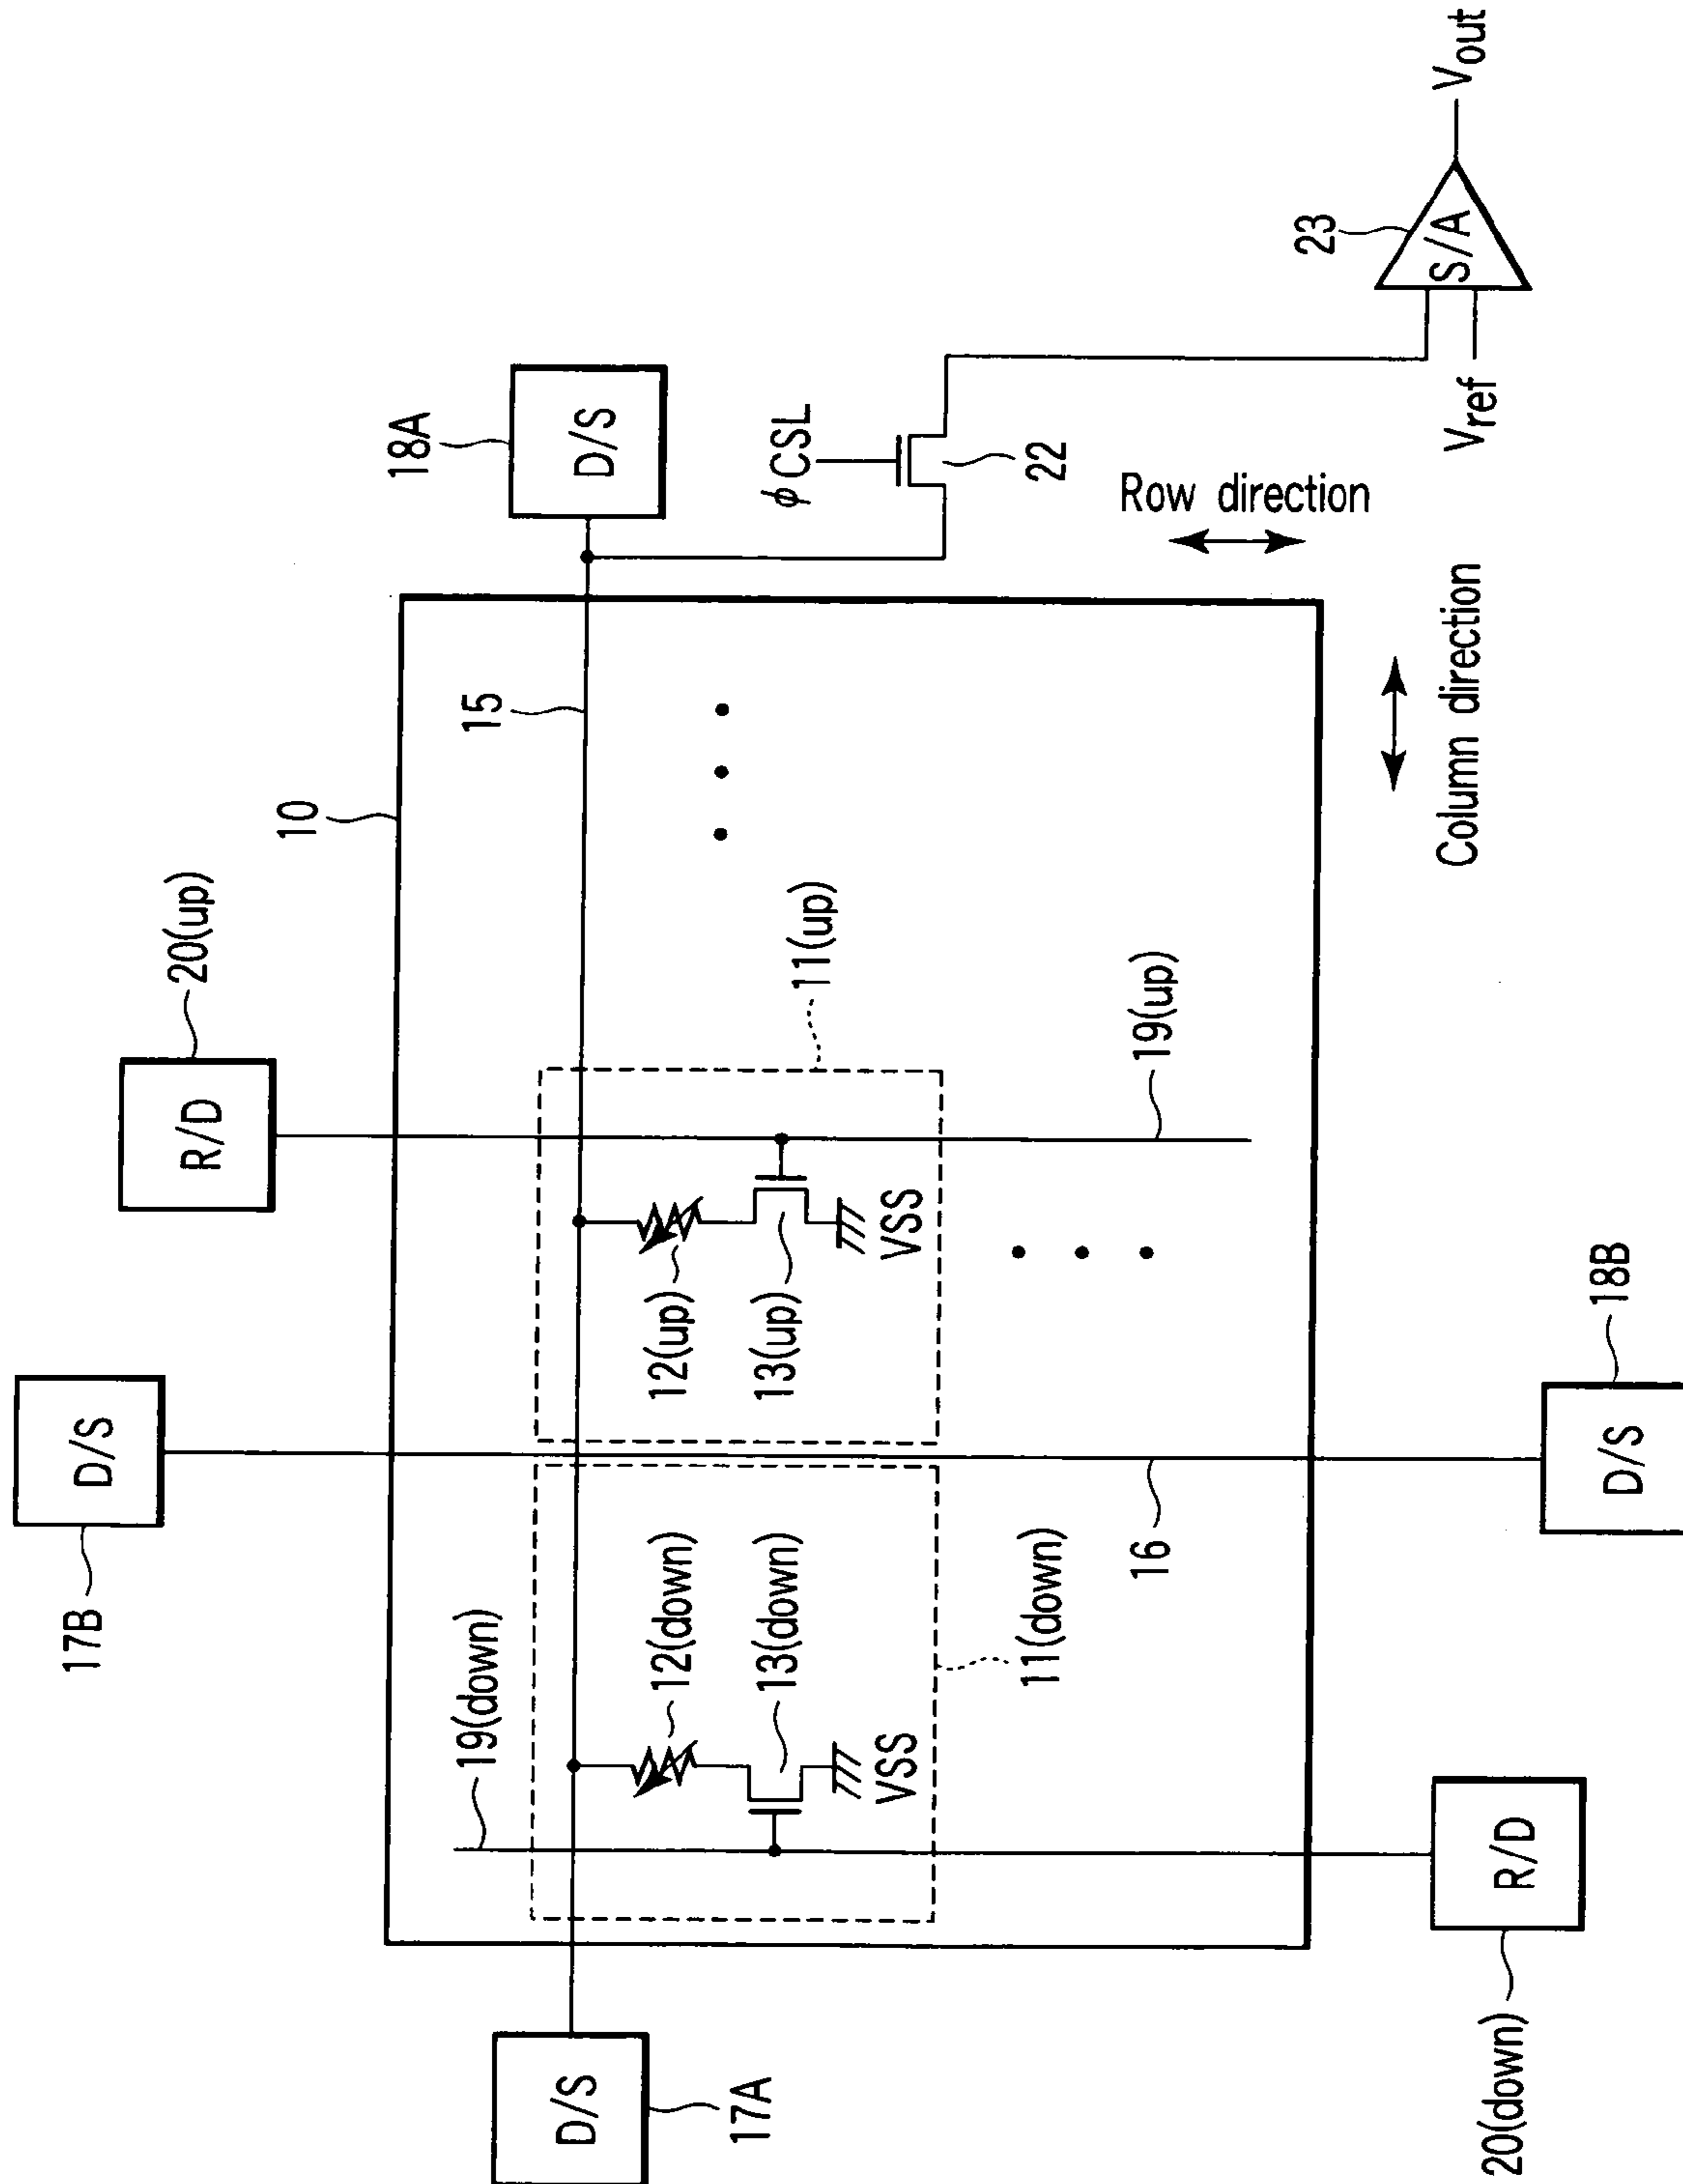 17B
D/S
20(up)
R/D
10
18A
D/S
17A
D/S
19(down)
15
12(down)
13(down)
VSS
12(up)
13(up)
VSS
11(up)
11(down)
16
19(up)
φCSL
22
Row direction
Column direction
23
S/A
Vref
Vout
20(down)
R/D
D/S
18B